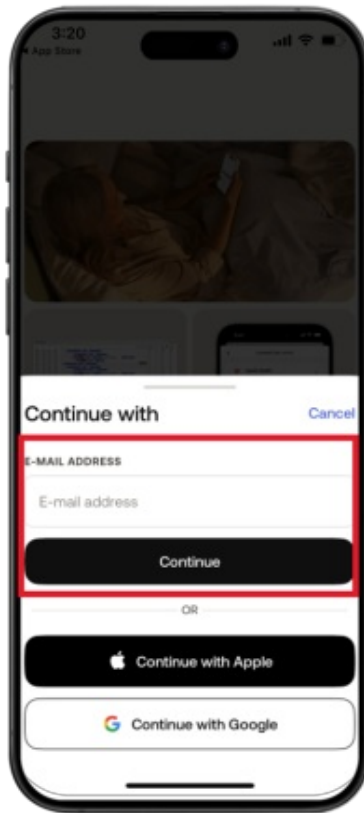 3:20
App Store
Continue with
Cancel
E-MAIL ADDRESS
E-mail address
Continue
OR
Continue with Apple
Continue with Google